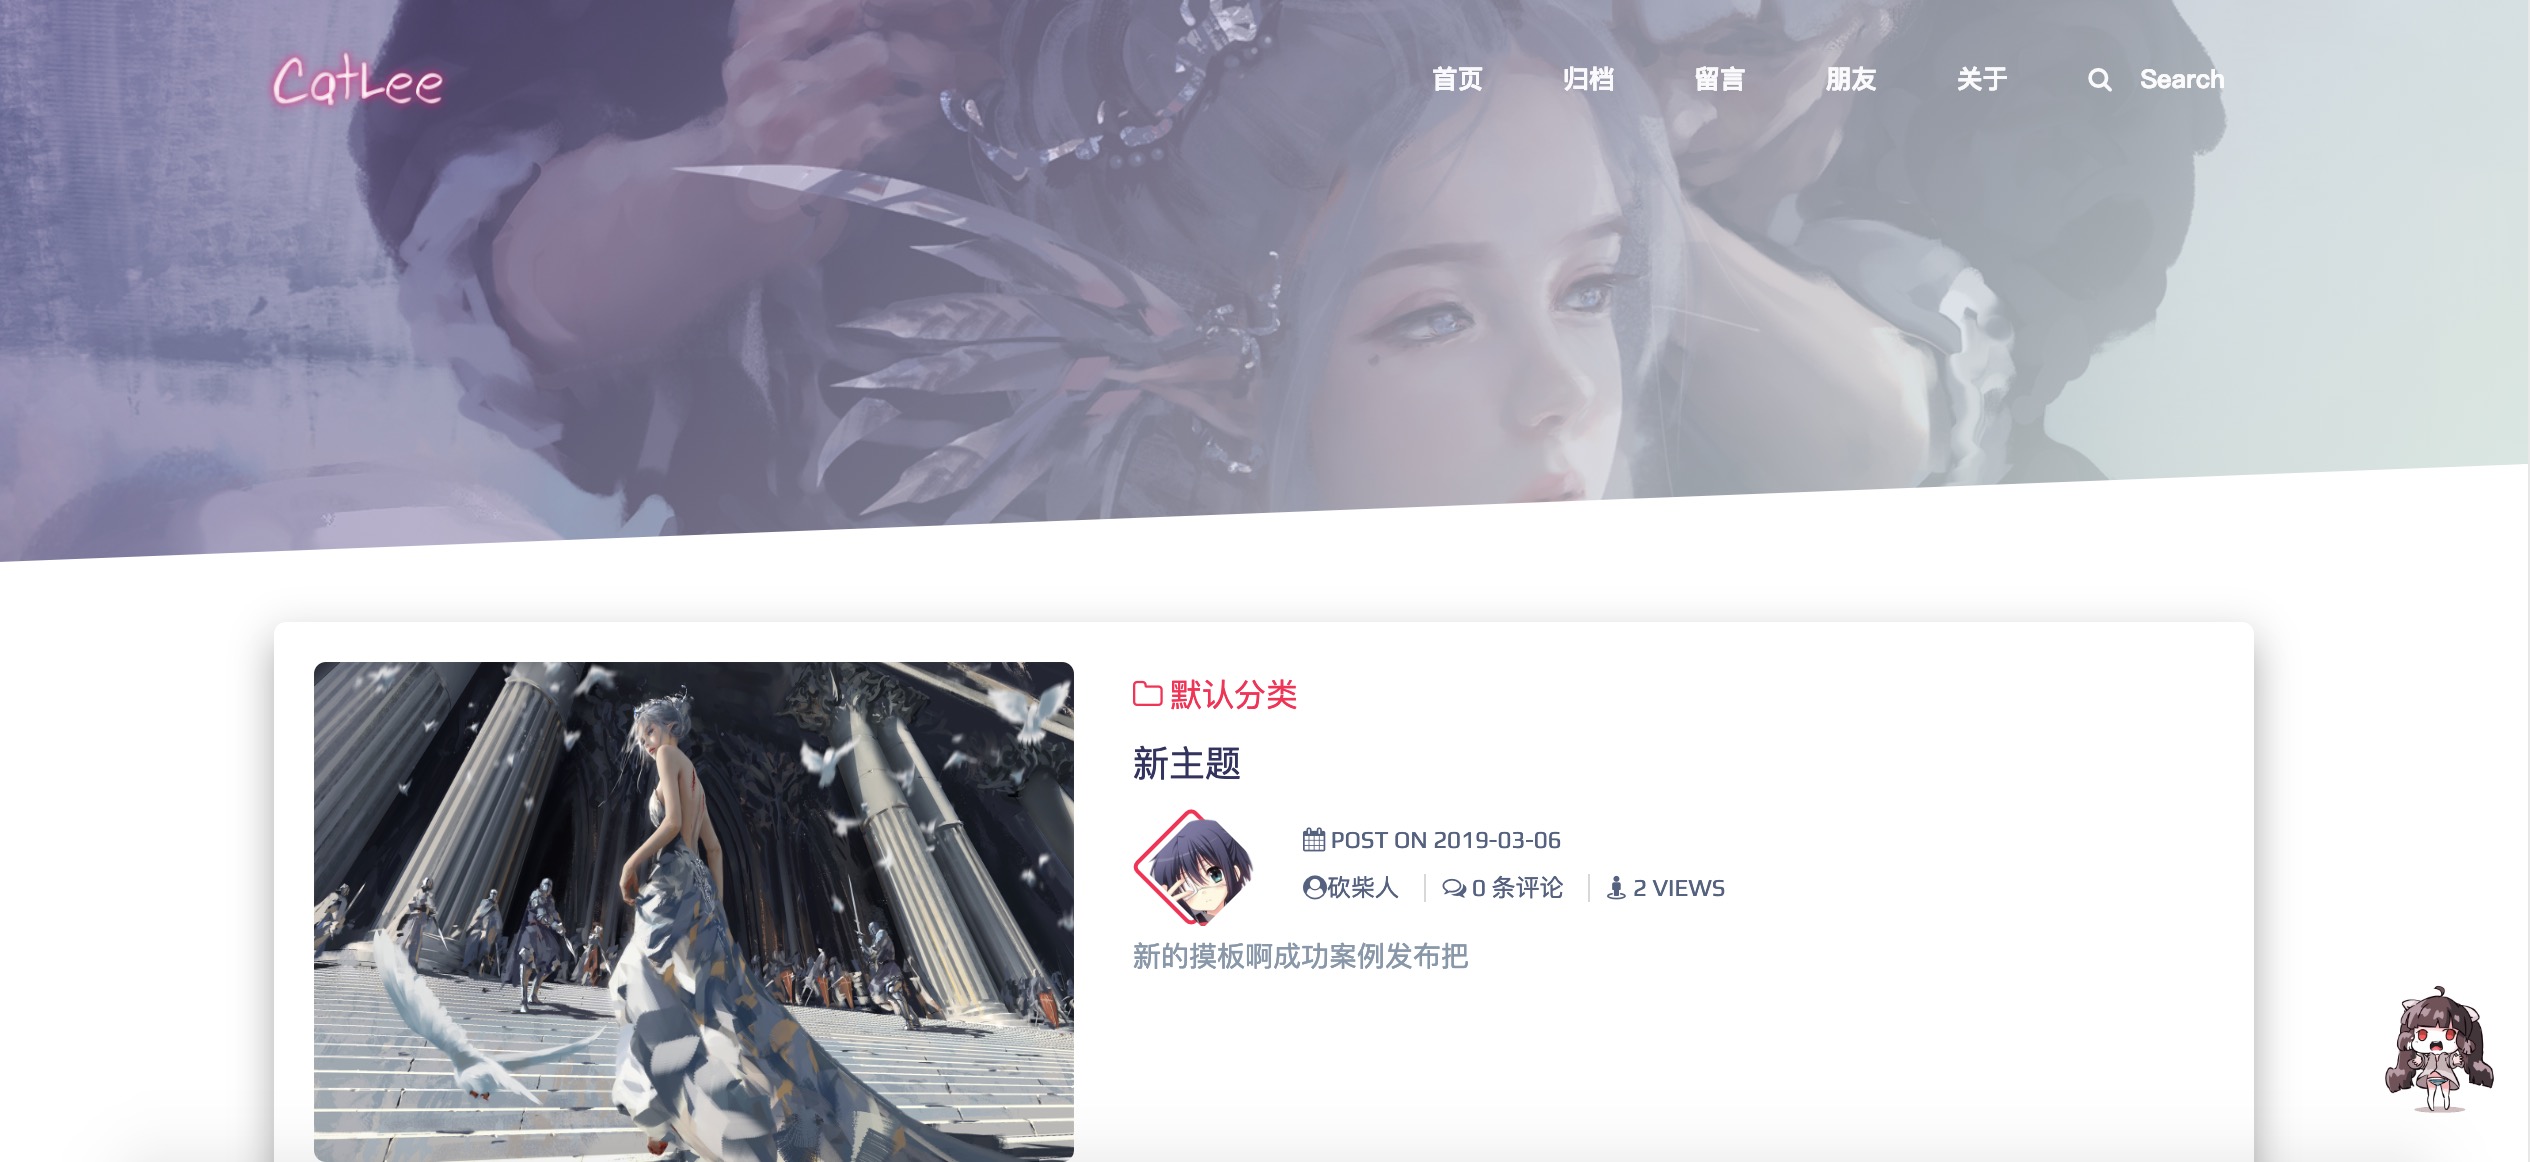 CatLee
首页 归档 留言 朋友 关于 Search
默认分类
新主题
POST ON 2019-03-06
砍柴人 0 条评论 2 VIEWS
新的摸板啊成功案例发布把